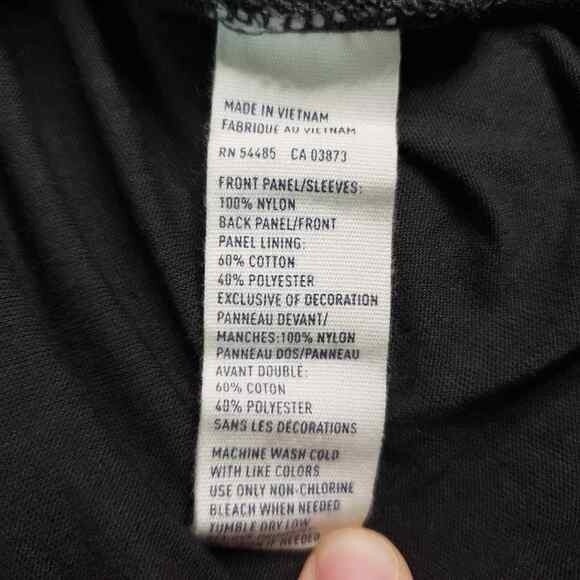 MADE IN VIETNAM
FABRIQUE AU VIETNAM
RN 54485 CA 03873
FRONT PANEL/SLEEVES:
100% NYLON
BACK PANEL/FRONT
PANEL LINING:
60% COTTON
40% POLYESTER
EXCLUSIVE OF DECORATION
PANNEAU DEVANT/
MANCHES:100% NYLON
PANNEAU DOS/PANNEAU
AVANT DOUBLE:
60% COTON
40% POLYESTER
SANS LES DÉCORATIONS
MACHINE WASH COLD
WITH LIKE COLORS
USE ONLY NON-CHLORINE
BLEACH WHEN NEEDED
TUMBLE DRY LOW
IF NEEDED